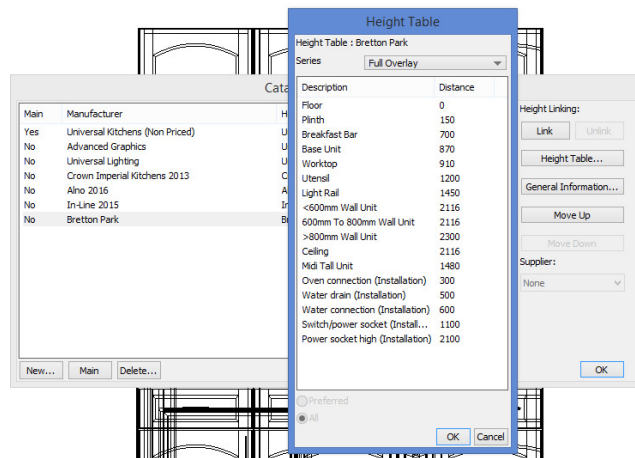 Height Table
Height Table : Bretton Park
Series Full Overlay
Description Distance
Floor 0
Plinth 150
Breakfast Bar 700
Base Unit 870
Worktop 910
Utensil 1200
Light Rail 1450
<600mm Wall Unit 2116
600mm To 800mm Wall Unit 2116
>800mm Wall Unit 2300
Ceiling 2116
Midi Tall Unit 1480
Oven connection (Installation) 300
Water drain (Installation) 500
Water connection (Installation) 600
Switch/power socket (Install... 1100
Power socket high (Installation) 2100
Preferred
All
OK Cancel
Cata
Main Manufacturer H
Yes Universal Kitchens (Non Priced) U
No Advanced Graphics U
No Universal Lighting U
No Crown Imperial Kitchens 2013 C
No Alno 2016 A
No In-Line 2015 In
No Bretton Park Br
New... Main Delete...
Height Linking:
Link Unlink
Height Table...
General Information...
Move Up
Move Down
Supplier:
None
OK